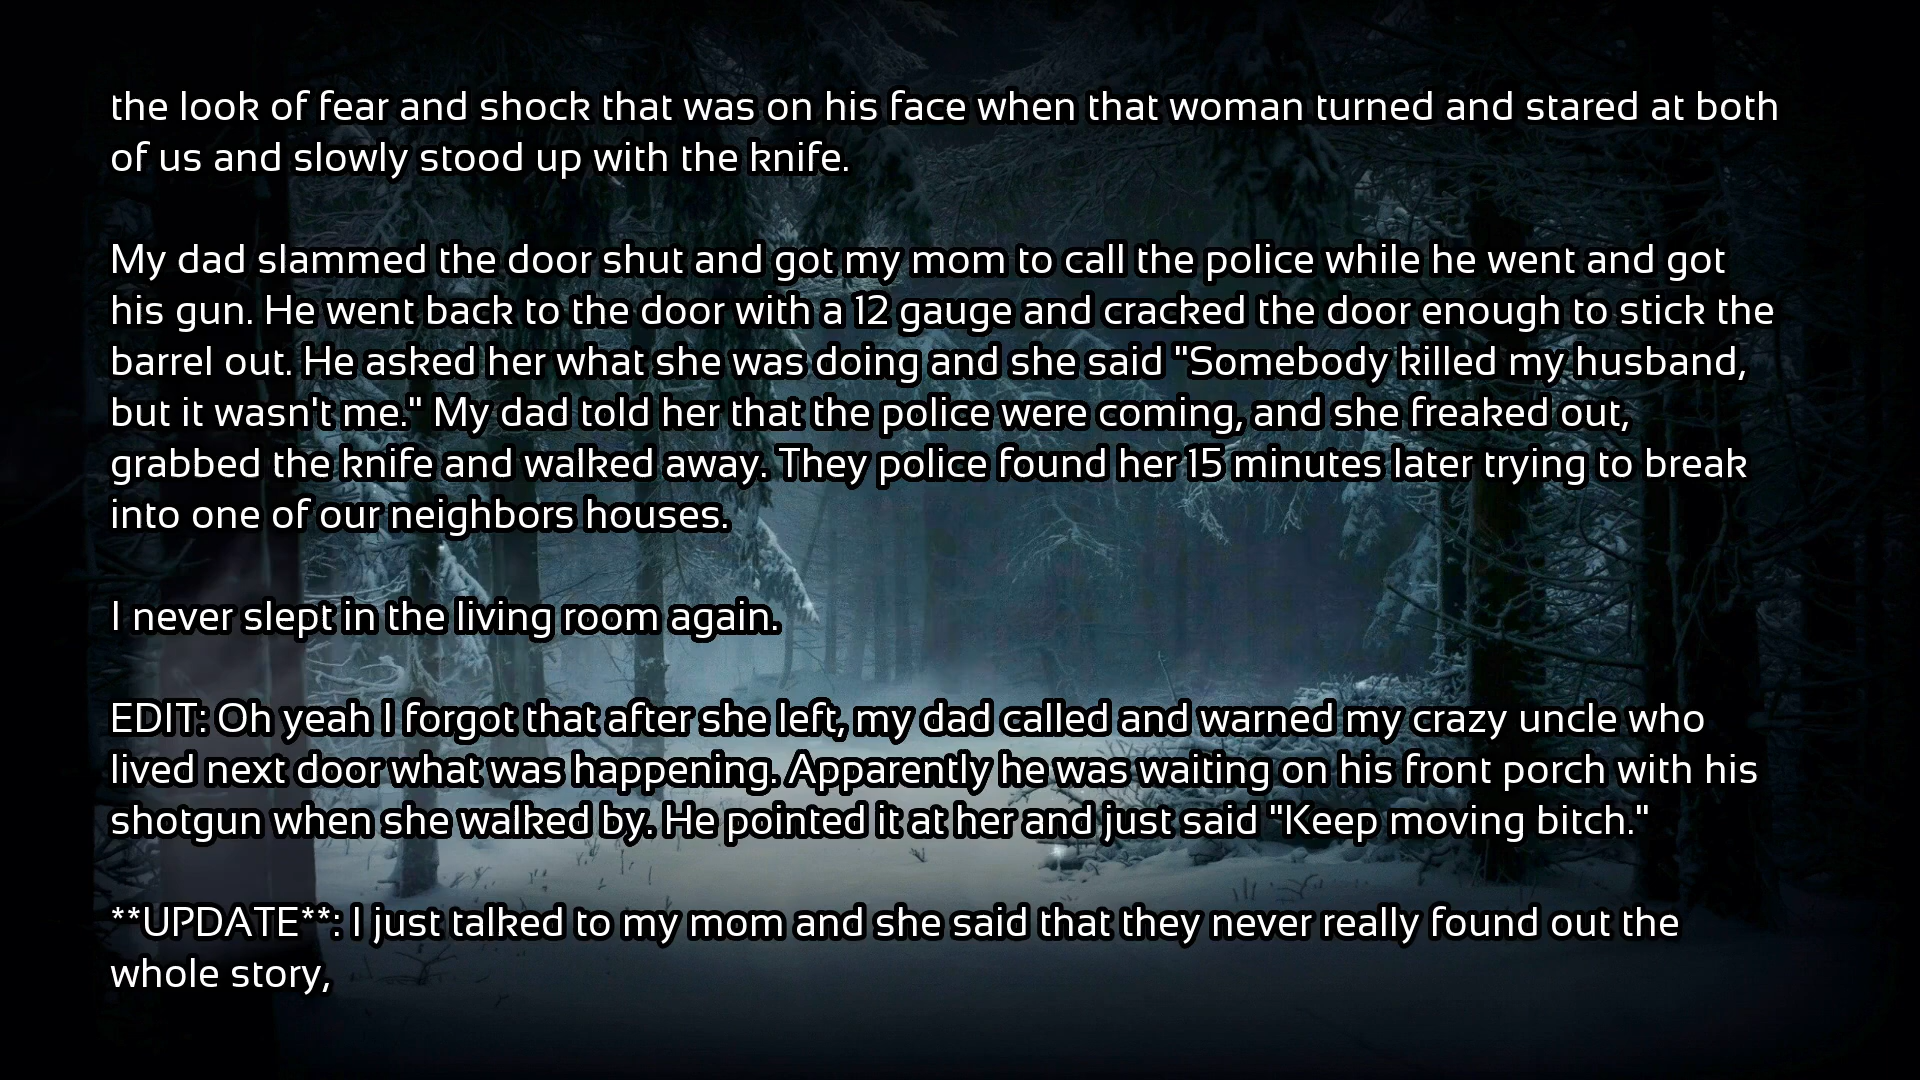 the look of fear and shock that was on his face when that woman turned and stared at both
of us and slowly stood up with the knife.
My dad slammed the door shut and got my mom to call the police while he went and got
his gun. He went back to the door with a 12 gauge and cracked the door enough to stick the
barrel out. He asked her what she was doing and she said "Somebody killed my husband,
but it wasn't me." My dad told her that the police were coming, and she freaked out,
grabbed the knife and walked away. They police found her 15 minutes later trying to break
into one of our neighbors houses.
I never slept in the living room again.
EDIT: Oh yeah I forgot that after she left, my dad called and warned my crazy uncle who
lived next door what was happening. Apparently he was waiting on his front porch with his
shotgun when she walked by. He pointed it at her and just said "Keep moving bitch."
**UPDATE**: I just talked to my mom and she said that they never really found out the
whole story,